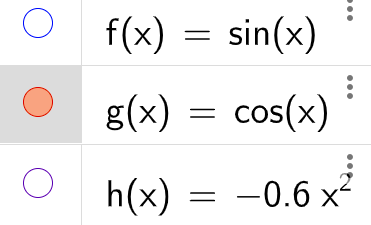 f(x) = sin(x)
g(x) = cos(x)
h(x) = −0.6 x²